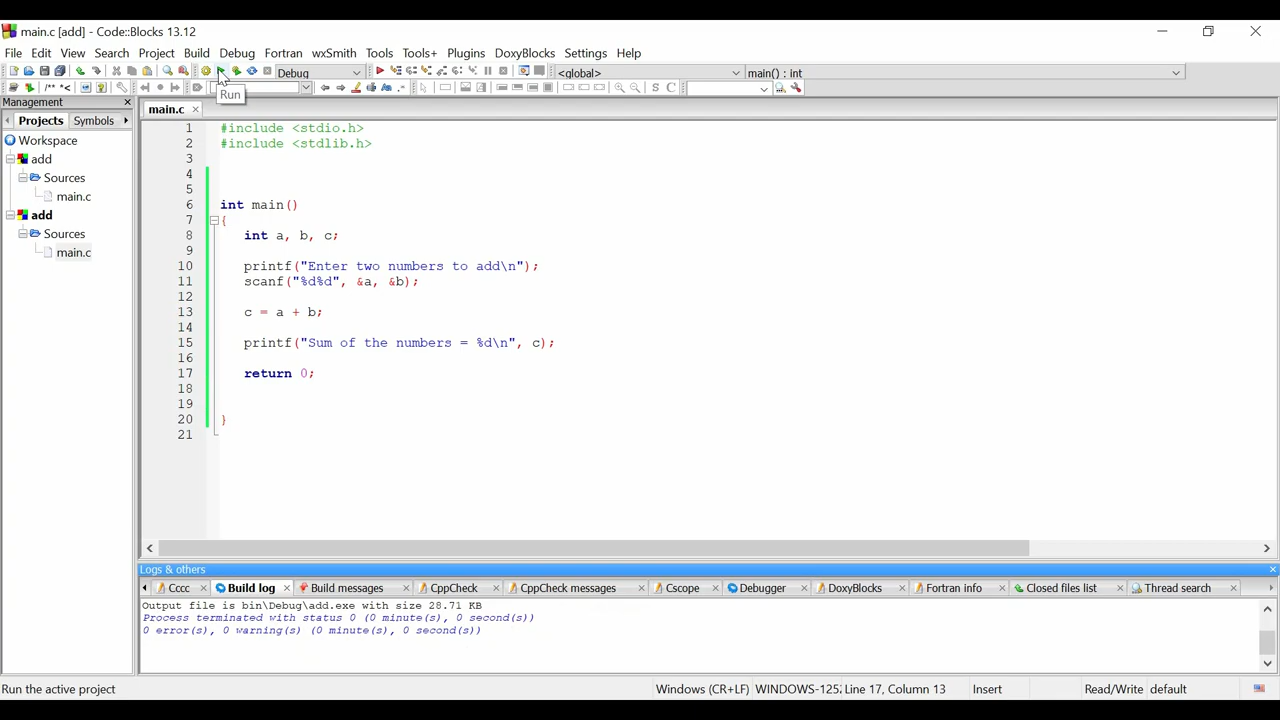 main.c [add] - Code::Blocks 13.12
File Edit View Search Project Build Debug Fortran wxSmith Tools Tools+ Plugins DoxyBlocks Settings Help
Debug <global> main() : int
/** *<
Run
Management
Projects Symbols
main.c
Workspace
add
Sources
main.c
add
Sources
main.c
1 #include <stdio.h>
2 #include <stdlib.h>
3
4
5
6 int main()
7 {
8 int a, b, c;
9
10 printf("Enter two numbers to add\n");
11 scanf("%d%d", &a, &b);
12
13 c = a + b;
14
15 printf("Sum of the numbers = %d\n", c);
16
17 return 0;
18
19
20 }
21
Logs & others
Cccc Build log Build messages CppCheck CppCheck messages Cscope Debugger DoxyBlocks Fortran info Closed files list Thread search
Output file is bin\Debug\add.exe with size 28.71 KB
Process terminated with status 0 (0 minute(s), 0 second(s))
0 error(s), 0 warning(s) (0 minute(s), 0 second(s))
Run the active project Windows (CR+LF) WINDOWS-125 Line 17, Column 13 Insert Read/Write default